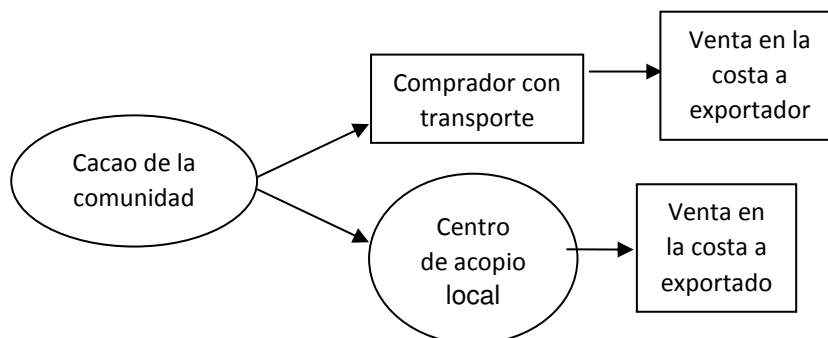 Cacao de la
comunidad
Comprador con
transporte
Venta en la
costa a
exportador
Centro
de acopio
local
Venta en
la costa a
exportado